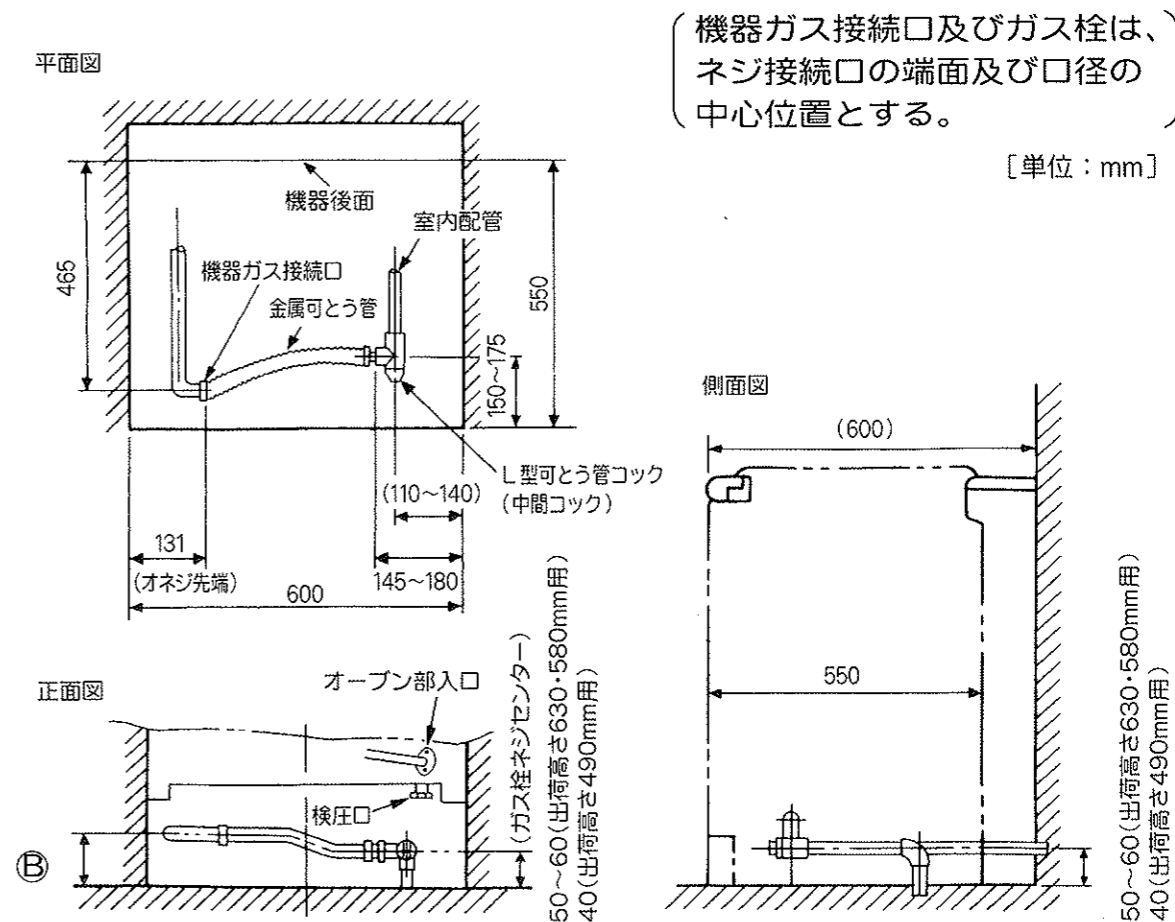 機器ガス接続口及びガス栓は、
ネジ接続口の端面及び口径の
中心位置とする。
[単位：mm]
平面図
機器後面
室内配管
機器ガス接続口
金属可とう管
465
550
150～175
L型可とう管コック
(中間コック)
(110～140)
131
(オネジ先端)
145～180
600
側面図
(600)
550
50～60(出荷高さ630・580mm用)
40(出荷高さ490mm用)
正面図
オーブン部入口
検圧口
(ガス栓ネジセンター)
50～60(出荷高さ630・580mm用)
40(出荷高さ490mm用)
Ⓑ